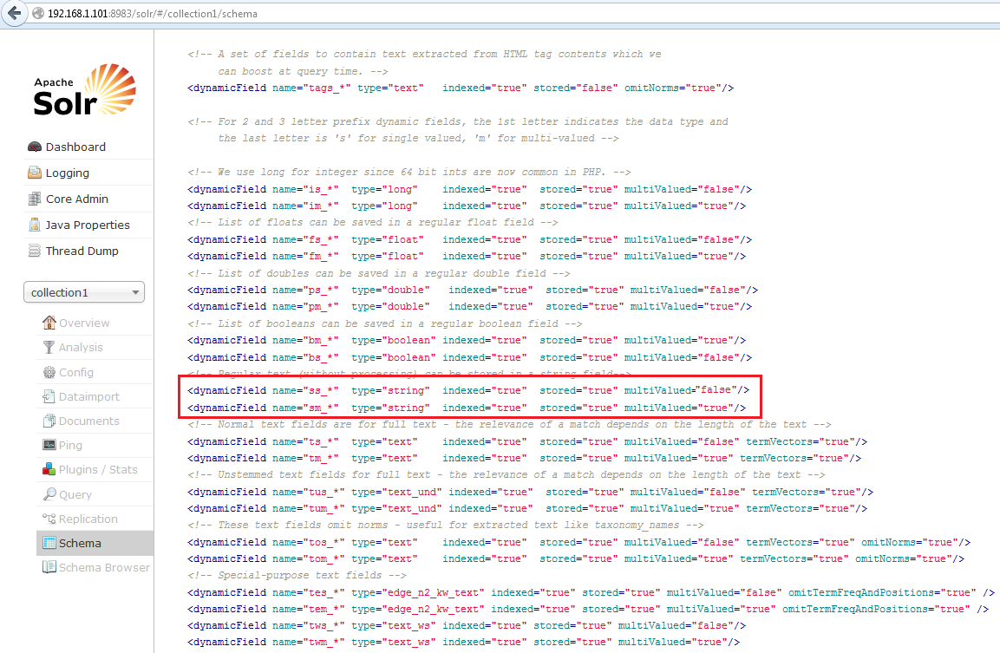 192.168.1.101:8983/solr/#/collection1/schema
Apache
Solr
Dashboard
Logging
Core Admin
Java Properties
Thread Dump
collection1
Overview
Analysis
Config
Dataimport
Documents
Ping
Plugins / Stats
Query
Replication
Schema
Schema Browser
<!-- A set of fields to contain text extracted from HTML tag contents which we
can boost at query time. -->
<dynamicField name="tags_*" type="text" indexed="true" stored="false" omitNorms="true"/>
<!-- For 2 and 3 letter prefix dynamic fields, the 1st letter indicates the data type and
the last letter is 's' for single valued, 'm' for multi-valued -->
<!-- We use long for integer since 64 bit ints are now common in PHP. -->
<dynamicField name="is_*" type="long" indexed="true" stored="true" multiValued="false"/>
<dynamicField name="im_*" type="long" indexed="true" stored="true" multiValued="true"/>
<!-- List of floats can be saved in a regular float field -->
<dynamicField name="fs_*" type="float" indexed="true" stored="true" multiValued="false"/>
<dynamicField name="fm_*" type="float" indexed="true" stored="true" multiValued="true"/>
<!-- List of doubles can be saved in a regular double field -->
<dynamicField name="ps_*" type="double" indexed="true" stored="true" multiValued="false"/>
<dynamicField name="pm_*" type="double" indexed="true" stored="true" multiValued="true"/>
<!-- List of booleans can be saved in a regular boolean field -->
<dynamicField name="bm_*" type="boolean" indexed="true" stored="true" multiValued="true"/>
<dynamicField name="bs_*" type="boolean" indexed="true" stored="true" multiValued="false"/>
<!-- Regular text (without processing) can be stored in a string field-->
<dynamicField name="ss_*" type="string" indexed="true" stored="true" multiValued="false"/>
<dynamicField name="sm_*" type="string" indexed="true" stored="true" multiValued="true"/>
<!-- Normal text fields are for full text - the relevance of a match depends on the length of the text -->
<dynamicField name="ts_*" type="text" indexed="true" stored="true" multiValued="false" termVectors="true"/>
<dynamicField name="tm_*" type="text" indexed="true" stored="true" multiValued="true" termVectors="true"/>
<!-- Unstemmed text fields for full text - the relevance of a match depends on the length of the text -->
<dynamicField name="tus_*" type="text_und" indexed="true" stored="true" multiValued="false" termVectors="true"/>
<dynamicField name="tum_*" type="text_und" indexed="true" stored="true" multiValued="true" termVectors="true"/>
<!-- These text fields omit norms - useful for extracted text like taxonomy_names -->
<dynamicField name="tos_*" type="text" indexed="true" stored="true" multiValued="false" termVectors="true" omitNorms="true"/>
<dynamicField name="tom_*" type="text" indexed="true" stored="true" multiValued="true" termVectors="true" omitNorms="true"/>
<!-- Special-purpose text fields -->
<dynamicField name="tes_*" type="edge_n2_kw_text" indexed="true" stored="true" multiValued="false" omitTermFreqAndPositions="true" />
<dynamicField name="tem_*" type="edge_n2_kw_text" indexed="true" stored="true" multiValued="true" omitTermFreqAndPositions="true" />
<dynamicField name="tws_*" type="text_ws" indexed="true" stored="true" multiValued="false"/>
<dynamicField name="twm_*" type="text_ws" indexed="true" stored="true" multiValued="true"/>